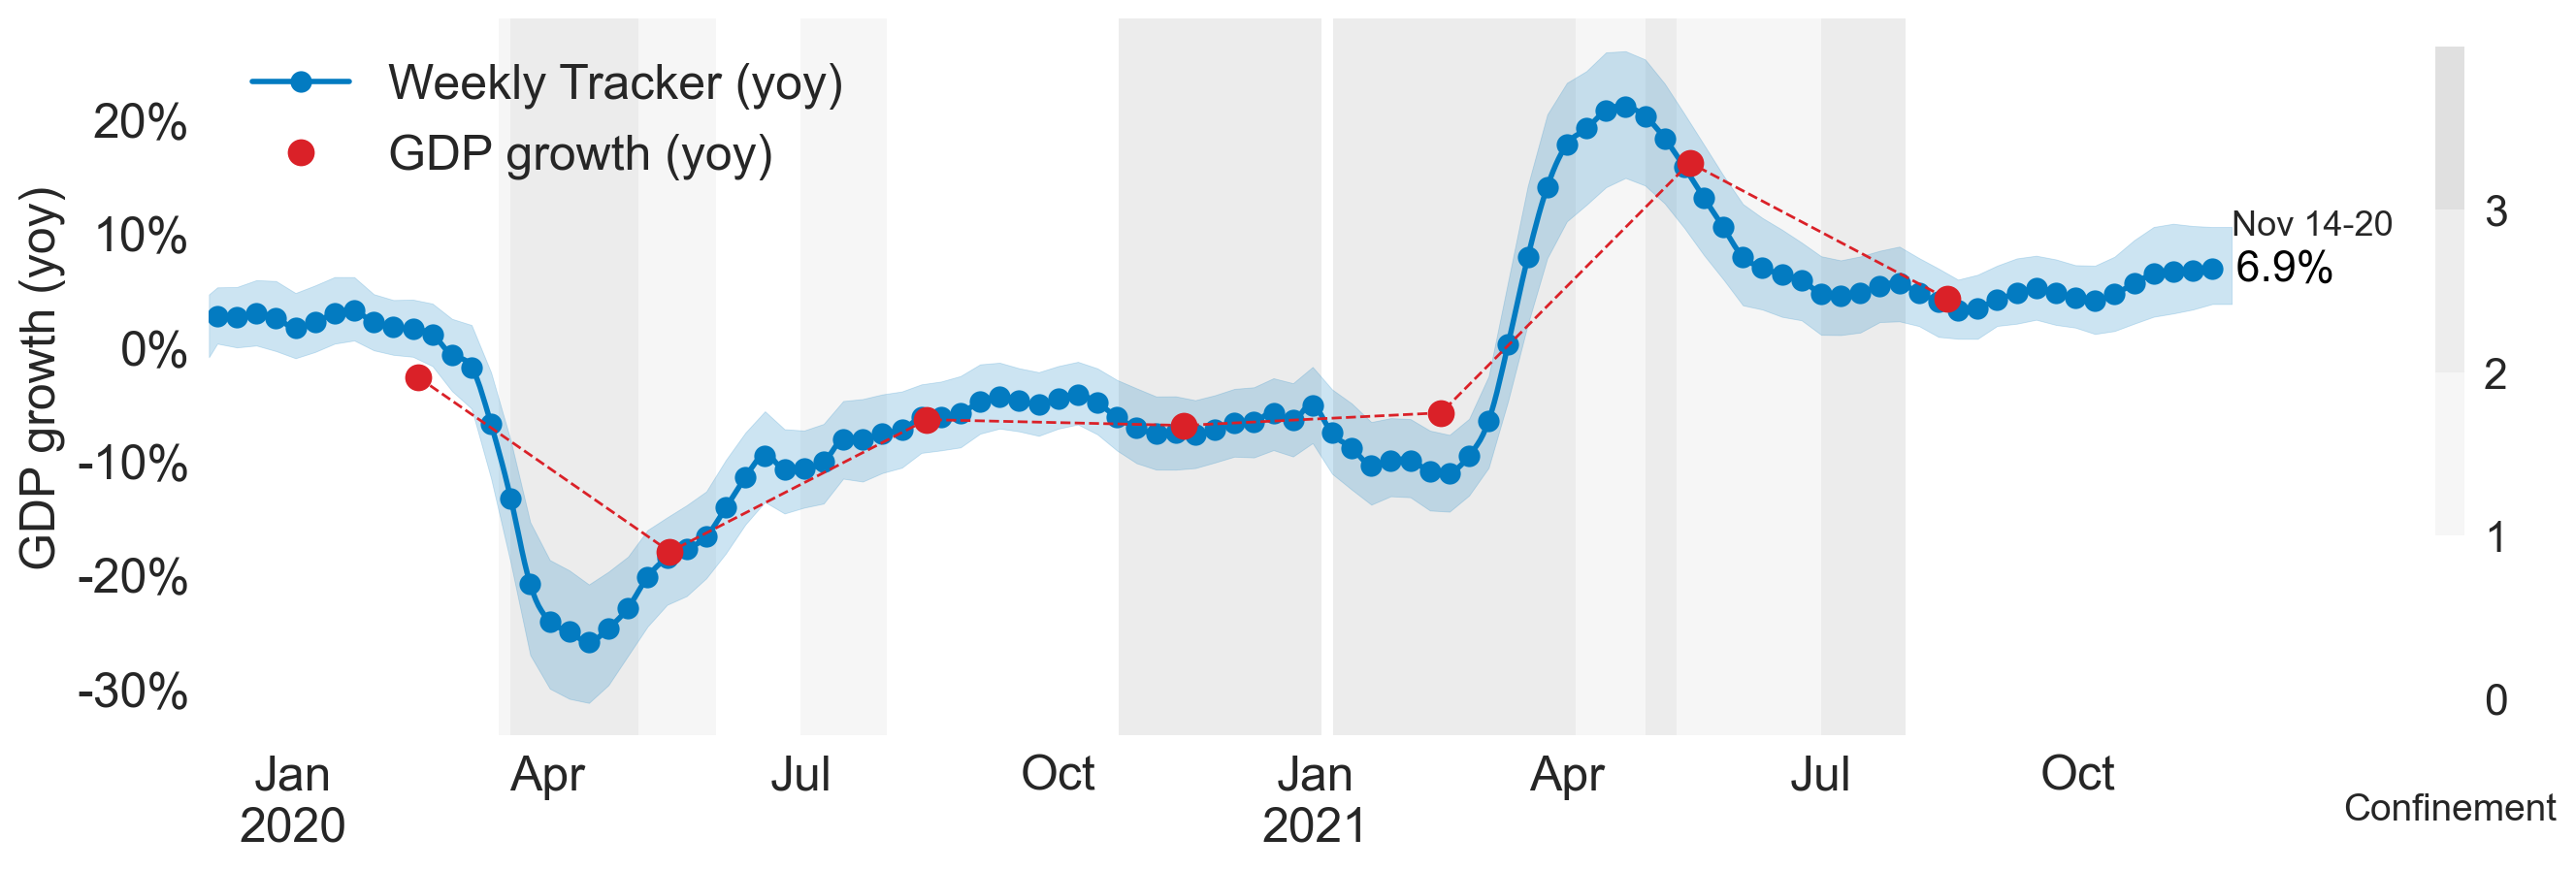 Weekly Tracker (yoy)
GDP growth (yoy)
GDP growth (yoy)
20%
10%
0%
-10%
-20%
-30%
Nov 14-20
6.9%
3
2
1
0
Jan Apr Jul Oct Jan Apr Jul Oct
2020 2021
Confinement